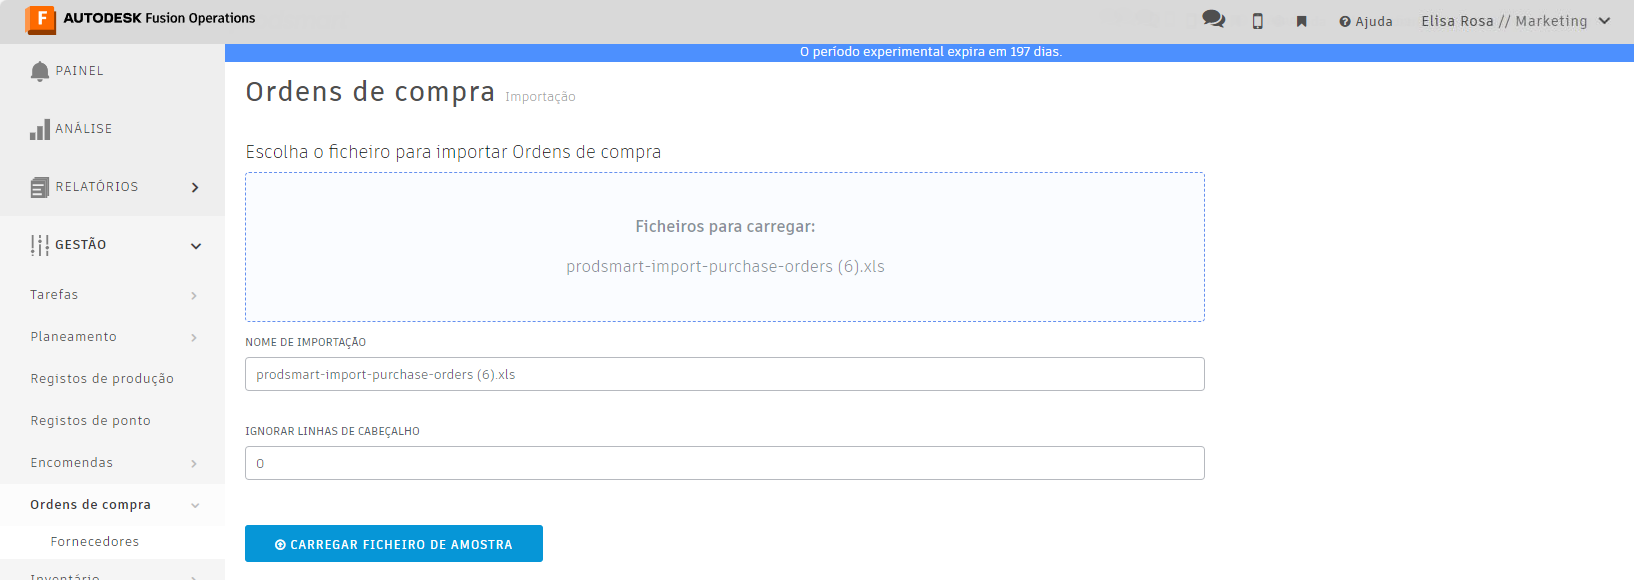 AUTODESK Fusion Operations
Ajuda
Elisa Rosa // Marketing
O período experimental expira em 197 dias.
PAINEL
ANÁLISE
RELATÓRIOS
GESTÃO
Tarefas
Planeamento
Registos de produção
Registos de ponto
Encomendas
Ordens de compra
Fornecedores
Inventário
Ordens de compra Importação
Escolha o ficheiro para importar Ordens de compra
Ficheiros para carregar:
prodsmart-import-purchase-orders (6).xls
NOME DE IMPORTAÇÃO
prodsmart-import-purchase-orders (6).xls
IGNORAR LINHAS DE CABEÇALHO
0
CARREGAR FICHEIRO DE AMOSTRA